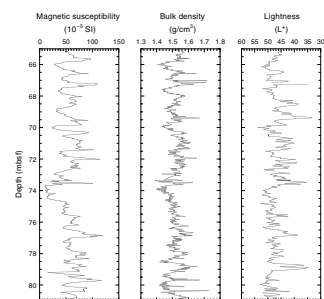 Magnetic susceptibility
(10⁻⁵ SI)
0 50 100 150
Bulk density
(g/cm³)
1.3 1.4 1.5 1.6 1.7 1.8
Lightness
(L*)
60 55 50 45 40 35 30
Depth (mbsf)
66
68
70
72
74
76
78
80